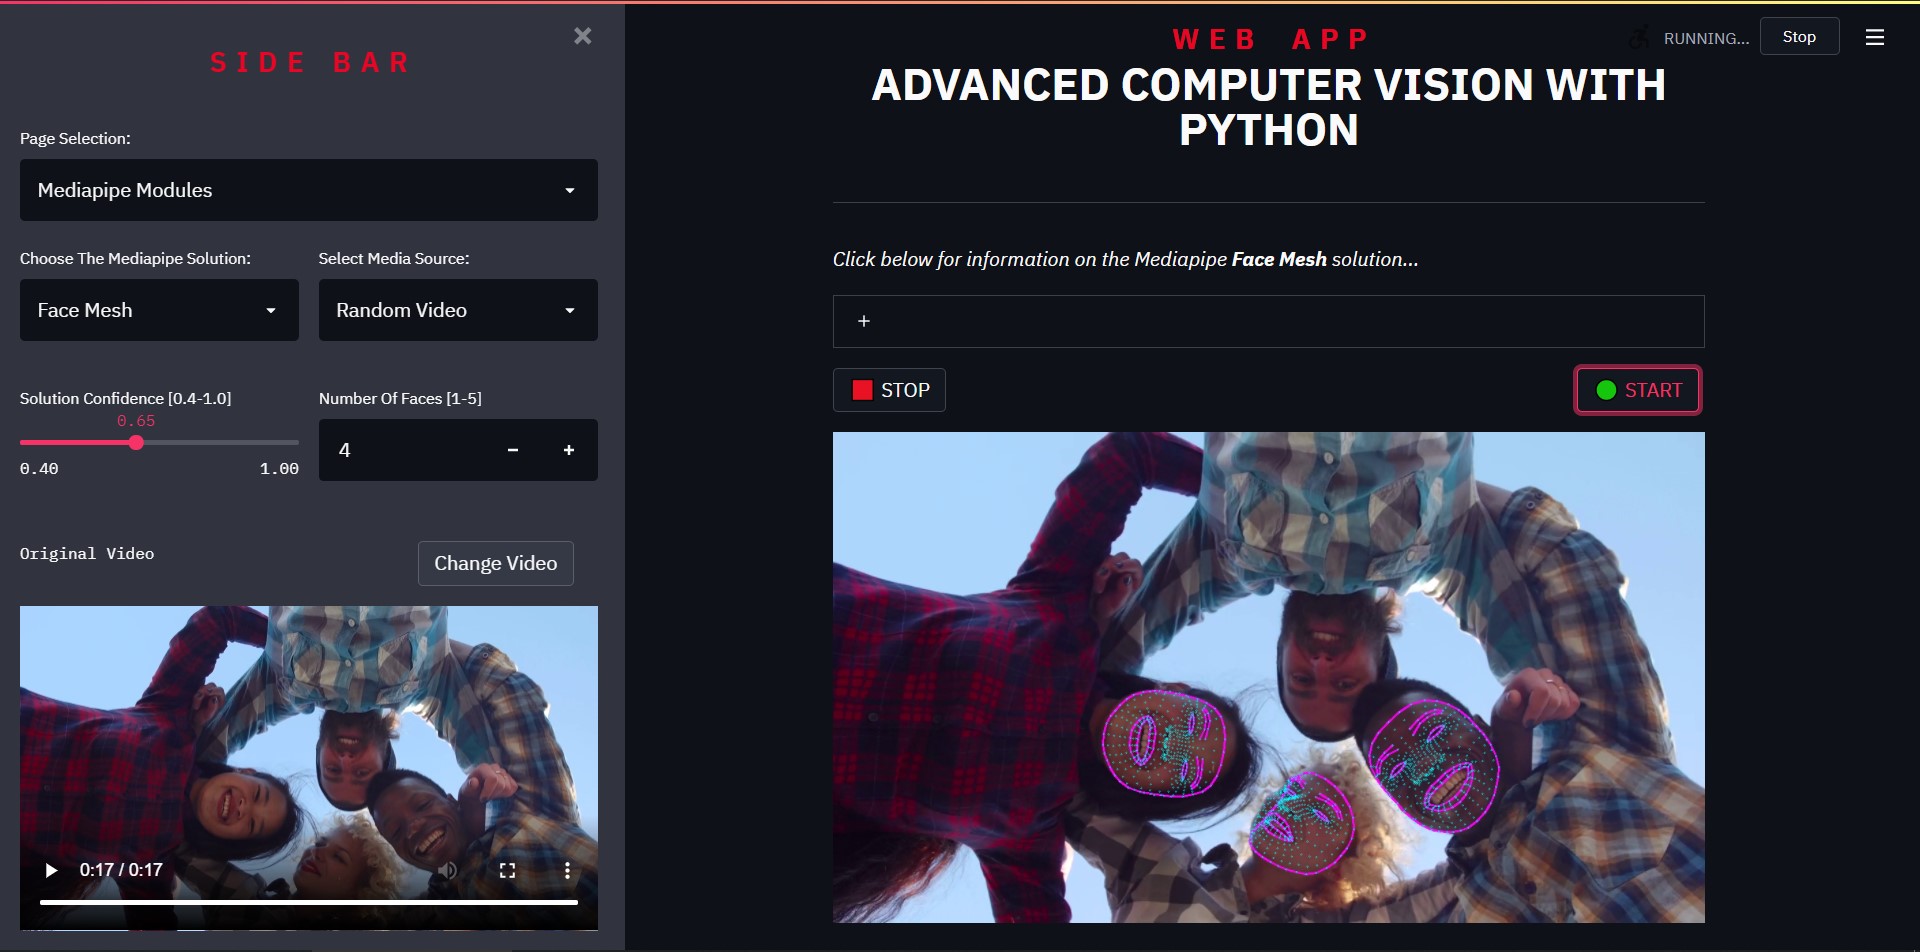 SIDE BAR
Page Selection:
Mediapipe Modules
Choose The Mediapipe Solution:
Select Media Source:
Face Mesh
Random Video
Solution Confidence [0.4-1.0]
Number Of Faces [1-5]
0.65
0.40
1.00
4
Original Video
Change Video
0:17 / 0:17
WEB APP
RUNNING...
Stop
ADVANCED COMPUTER VISION WITH
PYTHON
Click below for information on the Mediapipe Face Mesh solution...
STOP
START